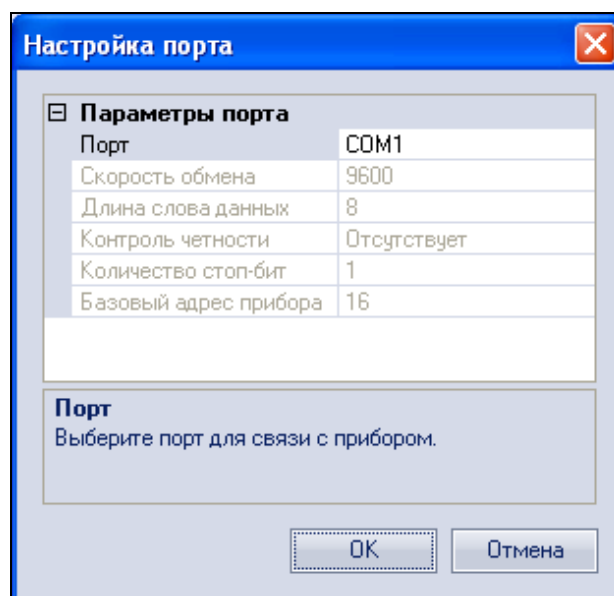 Настройка порта
Параметры порта
Порт COM1
Скорость обмена 9600
Длина слова данных 8
Контроль четности Отсутствует
Количество стоп-бит 1
Базовый адрес прибора 16
Порт
Выберите порт для связи с прибором.
OK Отмена